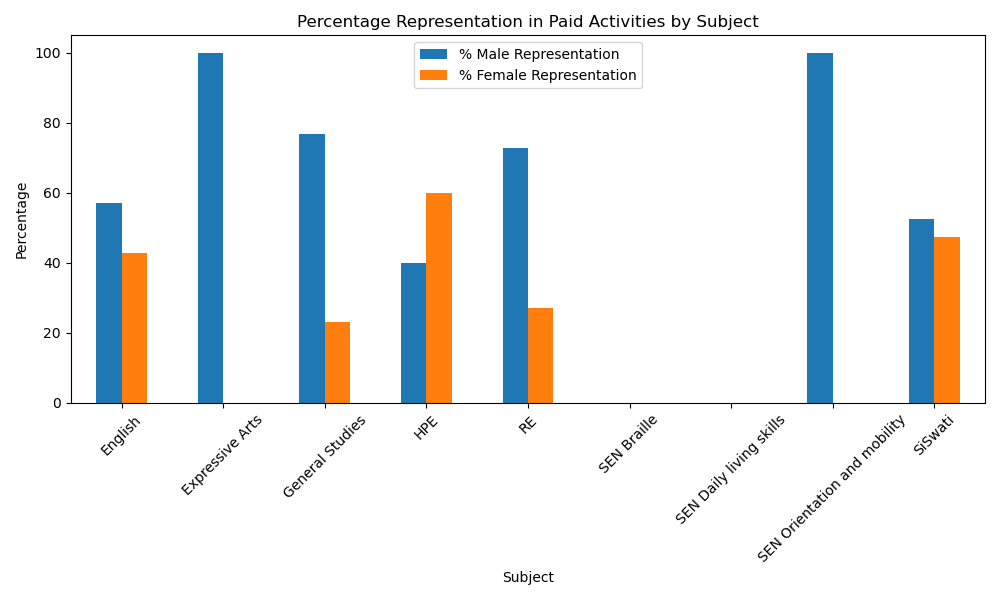 Percentage Representation in Paid Activities by Subject
% Male Representation
% Female Representation
Percentage
100
80
60
40
20
0
English
Expressive Arts
General Studies
HPE
RE
SEN Braille
SEN Daily living skills
SEN Orientation and mobility
SiSwati
Subject